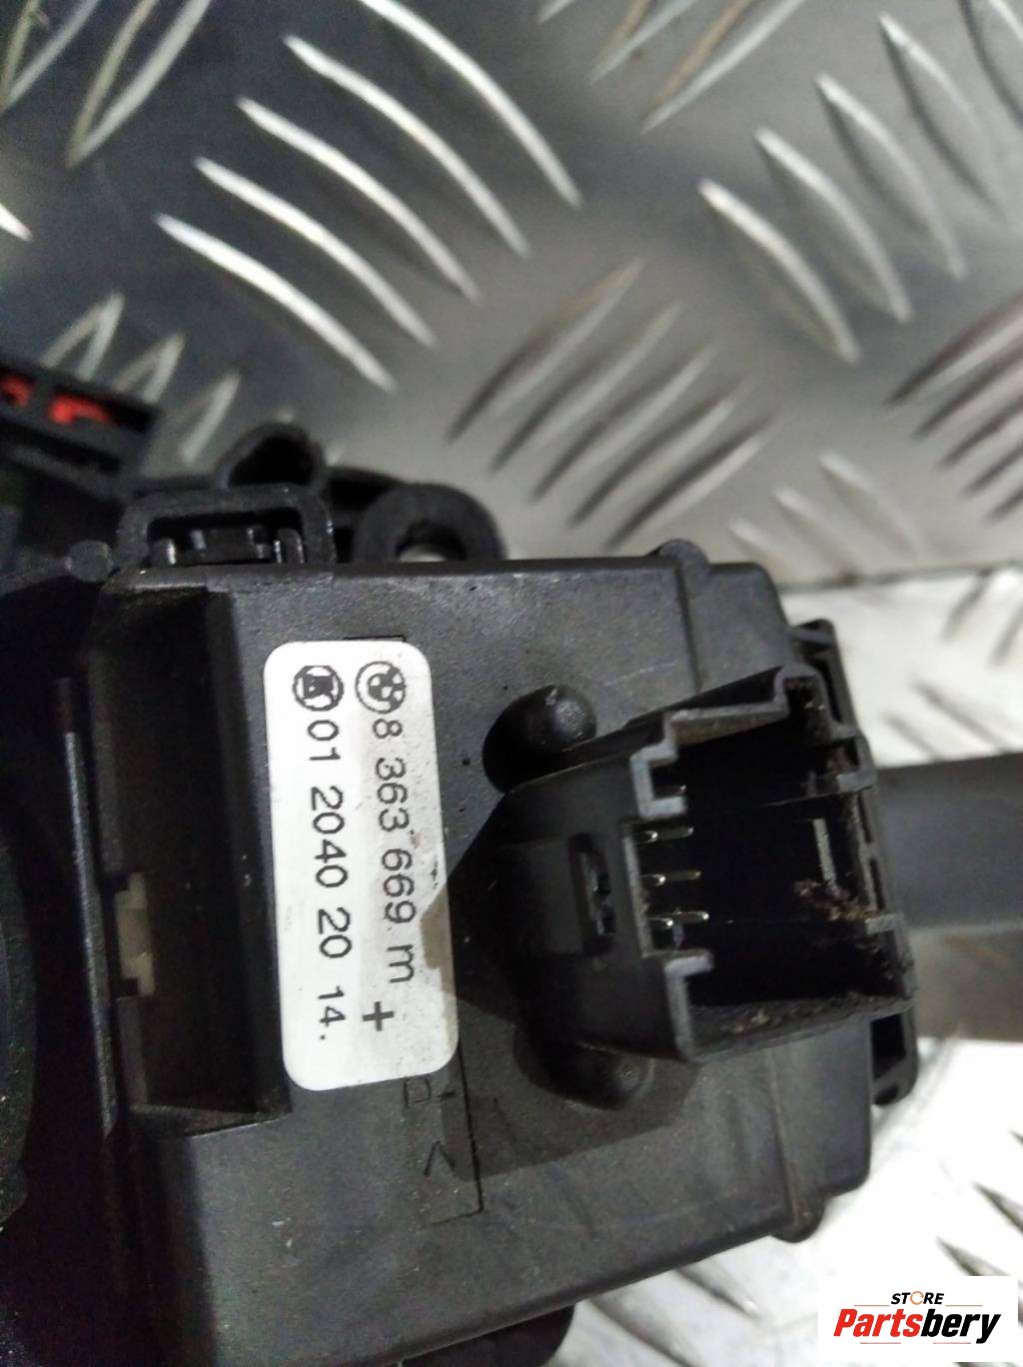 8 363 669 m +
01 2040 20 14.
STORE
Partsbery